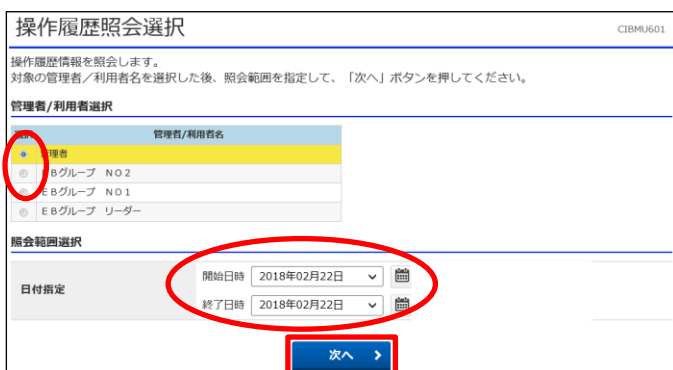 操作履歴照会選択
CIBMU601
操作履歴情報を照会します。
対象の管理者／利用者名を選択した後、照会範囲を指定して、「次へ」ボタンを押してください。
管理者/利用者選択
管理者/利用者名
管理者
Bグループ ＮＯ２
ＥＢグループ ＮＯ１
ＥＢグループ リーダー
照会範囲選択
日付指定
開始日時 2018年02月22日
終了日時 2018年02月22日
次へ